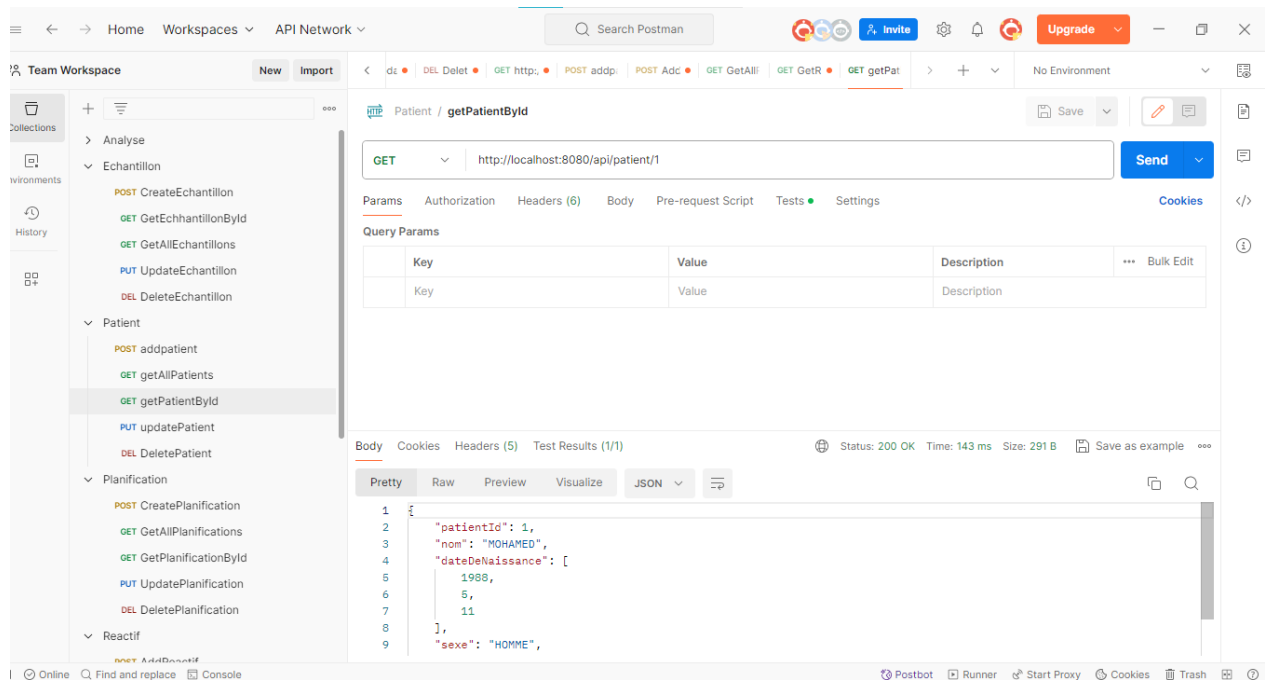 Home Workspaces API Network Search Postman Invite Upgrade
Team Workspace New Import
DEL Delet GET http:, POST addp POST Adc GET GetAll GET GetR GET getPat No Environment
Collections
Environments
History
Analyse
Echantillon
POST CreateEchantillon
GET GetEchhantillonById
GET GetAllEchantillons
PUT UpdateEchantillon
DEL DeleteEchantillon
Patient
POST addpatient
GET getAllPatients
GET getPatientById
PUT updatePatient
DEL DeletePatient
Planification
POST CreatePlanification
GET GetAllPlanifications
GET GetPlanificationById
PUT UpdatePlanification
DEL DeletePlanification
Reactif
POST AddReactif
HTTP Patient / getPatientById Save
GET http://localhost:8080/api/patient/1 Send
Params Authorization Headers (6) Body Pre-request Script Tests Settings Cookies
Query Params
Key Value Description Bulk Edit
Key Value Description
Body Cookies Headers (5) Test Results (1/1) Status: 200 OK Time: 143 ms Size: 291 B Save as example
Pretty Raw Preview Visualize JSON
1 {
2 "patientId": 1,
3 "nom": "MOHAMED",
4 "dateDeNaissance": [
5 1988,
6 5,
7 11
8 ],
9 "sexe": "HOMME",
Online Find and replace Console Postbot Runner Start Proxy Cookies Trash